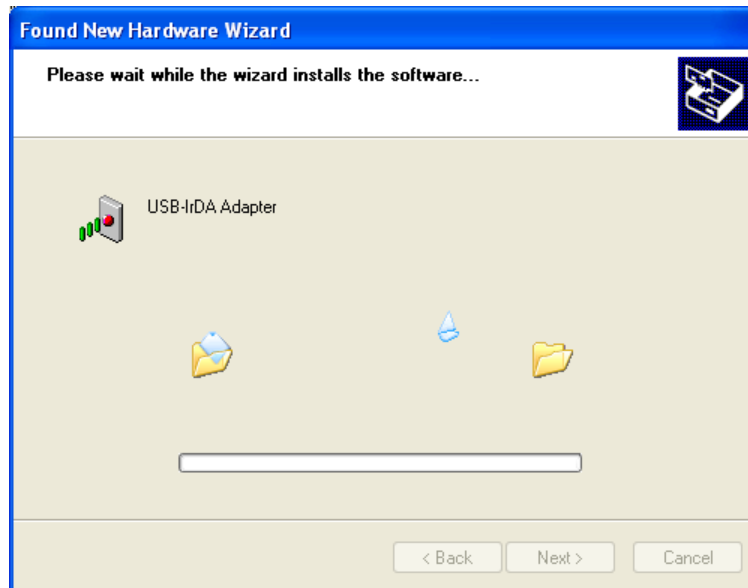 Found New Hardware Wizard
Please wait while the wizard installs the software...
USB-IrDA Adapter
< Back
Next >
Cancel